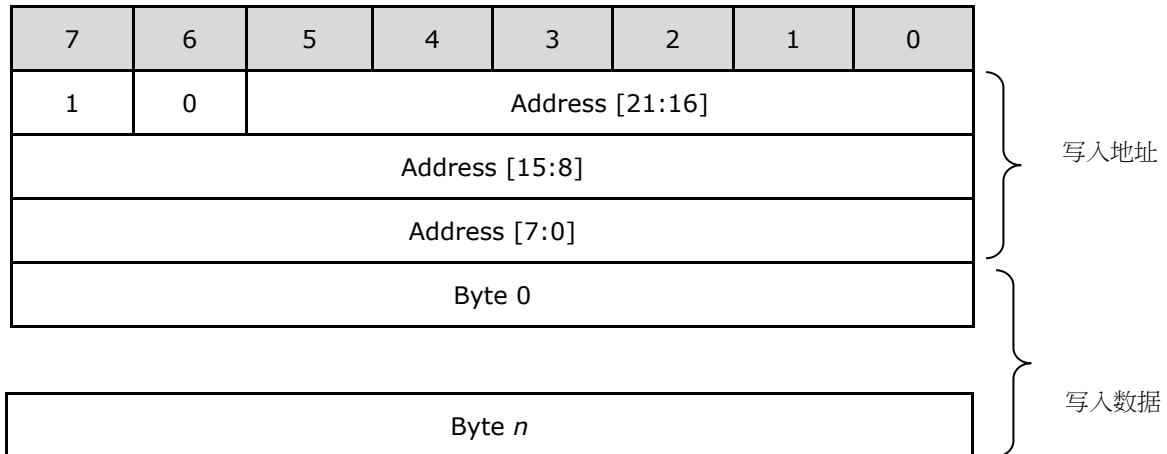 7 6 5 4 3 2 1 0
1 0 Address [21:16]
写入地址
Address [15:8]
Address [7:0]
Byte 0
写入数据
Byte n